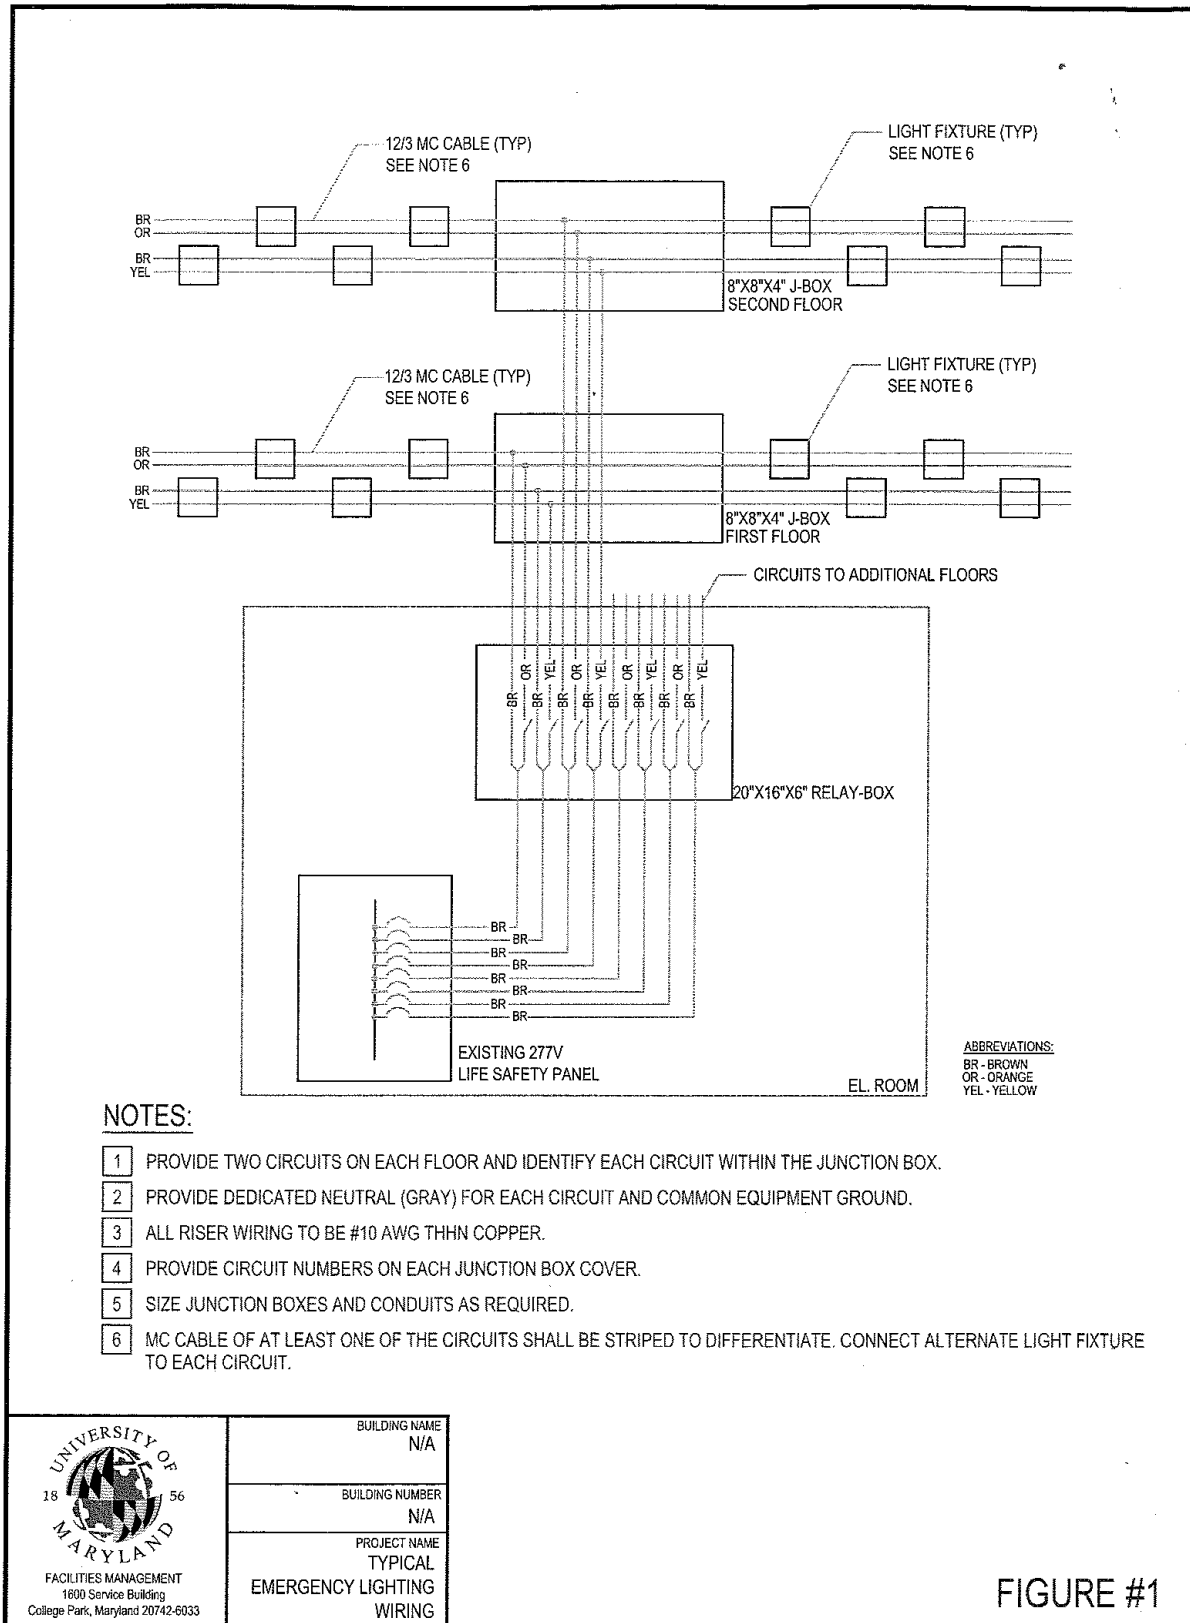 12/3 MC CABLE (TYP)
SEE NOTE 6
LIGHT FIXTURE (TYP)
SEE NOTE 6
BR
OR
BR
YEL
8"X8"X4" J-BOX
SECOND FLOOR
12/3 MC CABLE (TYP)
SEE NOTE 6
LIGHT FIXTURE (TYP)
SEE NOTE 6
BR
OR
BR
YEL
8"X8"X4" J-BOX
FIRST FLOOR
CIRCUITS TO ADDITIONAL FLOORS
OR YEL OR YEL OR YEL OR YEL
BR BR BR BR BR BR BR BR
20"X16"X6" RELAY-BOX
BR
BR
BR
BR
BR
BR
BR
BR
EXISTING 277V
LIFE SAFETY PANEL
EL. ROOM
ABBREVIATIONS:
BR - BROWN
OR - ORANGE
YEL - YELLOW
NOTES:
1 PROVIDE TWO CIRCUITS ON EACH FLOOR AND IDENTIFY EACH CIRCUIT WITHIN THE JUNCTION BOX.
2 PROVIDE DEDICATED NEUTRAL (GRAY) FOR EACH CIRCUIT AND COMMON EQUIPMENT GROUND.
3 ALL RISER WIRING TO BE #10 AWG THHN COPPER.
4 PROVIDE CIRCUIT NUMBERS ON EACH JUNCTION BOX COVER.
5 SIZE JUNCTION BOXES AND CONDUITS AS REQUIRED.
6 MC CABLE OF AT LEAST ONE OF THE CIRCUITS SHALL BE STRIPED TO DIFFERENTIATE. CONNECT ALTERNATE LIGHT FIXTURE
TO EACH CIRCUIT.
UNIVERSITY OF
18 56
MARYLAND
FACILITIES MANAGEMENT
1600 Service Building
College Park, Maryland 20742-6033
BUILDING NAME
N/A
BUILDING NUMBER
N/A
PROJECT NAME
TYPICAL
EMERGENCY LIGHTING
WIRING
FIGURE #1